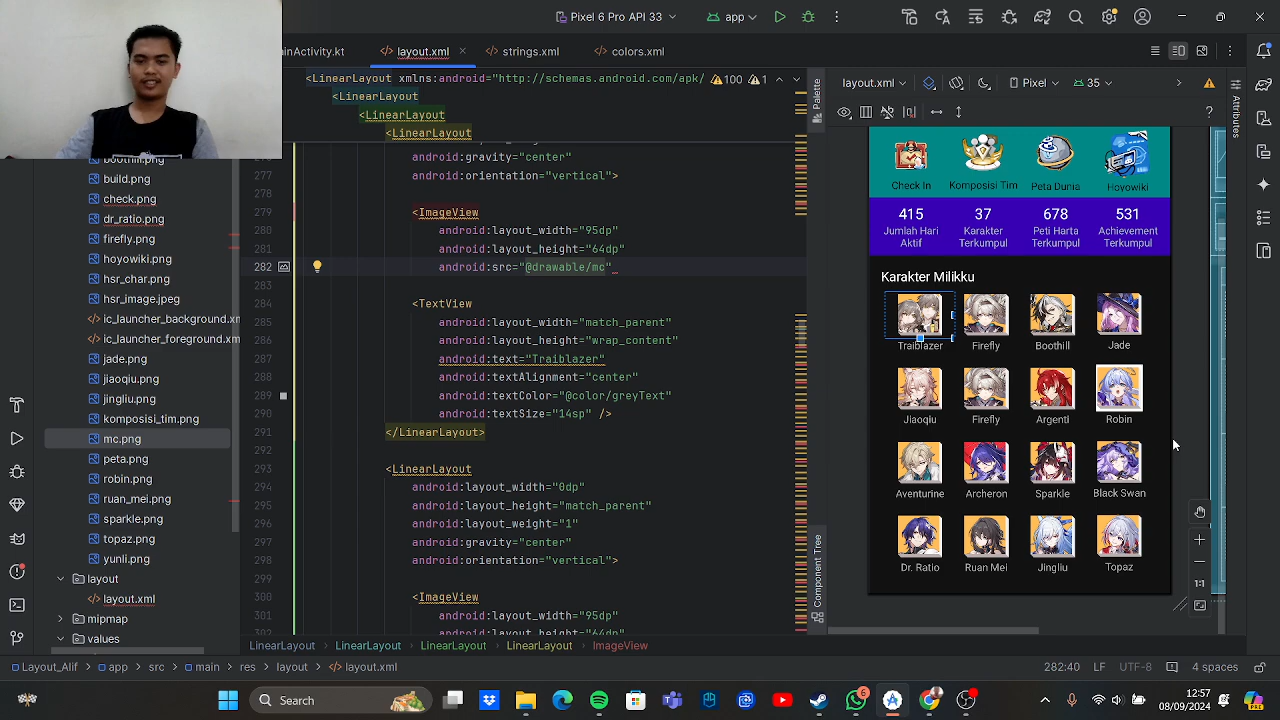 el 6 Pro API 33
app
ainActivity.kt
layout.xml
strings.xml
colors.xml
<LinearLayout xmlns:android="http://schemas.android.com/apk/
100
1
<LinearLayout
<LinearLayout
<LinearLayout
Palette
layout.xml
Pixel
35
build.png
check.png
dr_ratio.png
firefly.png
hoyowiki.png
hsr_char.png
hsr_image.jpeg
ic_launcher_background.xm
ic_launcher_foreground.xm
jade.png
jiaoqiu.png
jingliu.png
komposisi_tim.png
mc.png
peta.png
robin.png
ruan_mei.png
sparkle.png
topaz.png
layout.xml
android:gravity="center"
277
android:orientation="vertical">
278
279
<ImageView
280
android:layout_width="95dp"
281
android:layout_height="64dp"
282
android:src="@drawable/mc"
283
284
<TextView
285
android:layout_width="match_parent"
286
android:layout_height="wrap_content"
287
android:text="Traiblazer"
288
android:textAlignment="center"
289
android:textColor="@color/greyText"
290
android:textSize="14sp" />
291
</LinearLayout>
292
293
<LinearLayout
294
android:layout_width="0dp"
295
android:layout_height="match_parent"
296
android:layout_weight="1"
297
android:gravity="center"
298
android:orientation="vertical">
299
300
<ImageView
301
android:layout_width="95dp"
302
android:layout_height="64dp"
Check In
Komposisi Tim
Peta Dunia
Hoyowiki
415
37
678
531
Jumlah Hari Aktif
Karakter Terkumpul
Peti Harta Terkumpul
Achievement Terkumpul
Karakter Milikku
Traiblazer
Firefly
Boothill
Jade
Jiaoqiu
Yunli
Argenti
Robin
Aventurine
Acheron
Sparkle
Black Swan
Dr. Ratio
Ruan Mei
Jingliu
Topaz
Component Tree
1:1
LinearLayout
LinearLayout
LinearLayout
LinearLayout
ImageView
Layout_Alif
app
src
main
res
layout
layout.xml
282:40
LF
UTF-8
4 spaces
Search
6
12:57
08/09/2024